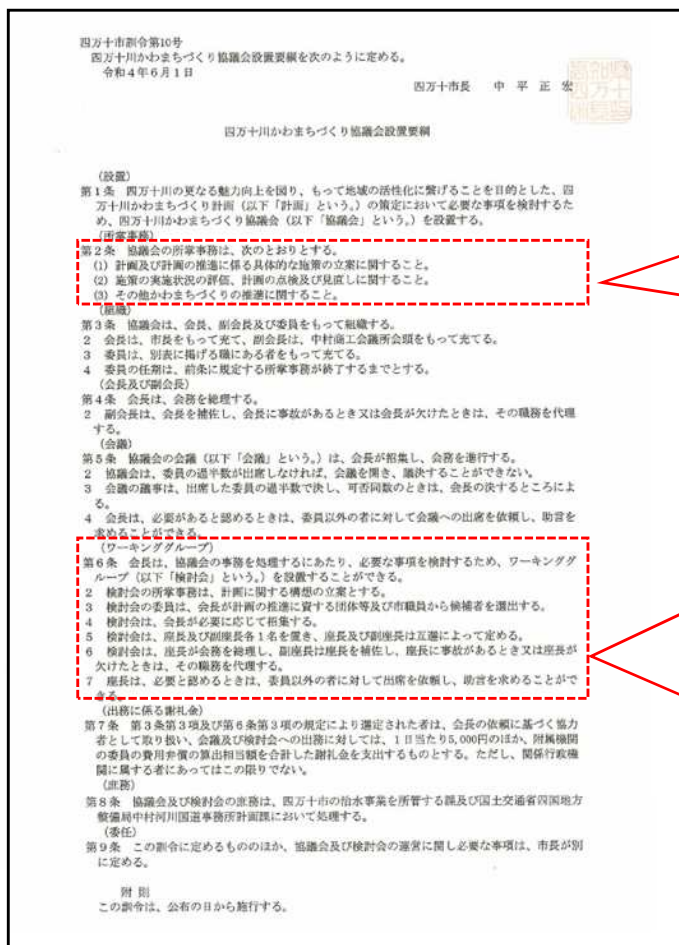 四万十市訓令第10号
四万十川かわまちづくり協議会設置要綱を次のように定める。
令和4年6月1日
四万十市長 中平正宏
四万十川かわまちづくり協議会設置要綱
(設置)
第1条 四万十川の更なる魅力向上を図り、もって地域の活性化に繋げることを目的とした、四
万十川かわまちづくり計画(以下「計画」という。)の策定において必要な事項を検討するた
め、四万十川かわまちづくり協議会(以下「協議会」という。)を設置する。
(所掌事務)
第2条 協議会の所掌事務は、次のとおりとする。
(1) 計画及び計画の推進に係る具体的な施策の立案に関すること。
(2) 施策の実施状況の評価、計画の点検及び見直しに関すること。
(3) その他かわまちづくりの推進に関すること。
(組織)
第3条 協議会は、会長、副会長及び委員をもって組織する。
2 会長は、市長をもって充て、副会長は、中村商工会議所会頭をもって充てる。
3 委員は、別表に掲げる職にある者をもって充てる。
4 委員の任期は、前条に規定する所掌事務が終了するまでとする。
(会長及び副会長)
第4条 会長は、会務を総理する。
2 副会長は、会長を補佐し、会長に事故があるとき又は会長が欠けたときは、その職務を代理
する。
(会議)
第5条 協議会の会議(以下「会議」という。)は、会長が招集し、会務を進行する。
2 協議会は、委員の過半数が出席しなければ、会議を開き、議決することができない。
3 会議の議事は、出席した委員の過半数で決し、可否同数のときは、会長の決するところによ
る。
4 会長は、必要があると認めるときは、委員以外の者に対して会議への出席を依頼し、助言を
求めることができる。
(ワーキンググループ)
第6条 会長は、協議会の事務を処理するにあたり、必要な事項を検討するため、ワーキンググ
ループ(以下「検討会」という。)を設置することができる。
2 検討会の所掌事務は、計画に関する構想の立案とする。
3 検討会の委員は、会長が計画の推進に資する団体等及び市職員から候補者を選出する。
4 検討会は、会長が必要に応じて招集する。
5 検討会は、座長及び副座長各1名を置き、座長及び副座長は互選によって定める。
6 検討会は、座長が会務を総理し、副座長は座長を補佐し、座長に事故があるとき又は座長が
欠けたときは、その職務を代理する。
7 座長は、必要と認めるときは、委員以外の者に対して出席を依頼し、助言を求めることがで
きる。
(出務に係る謝礼金)
第7条 第3条第3項及び第6条第3項の規定により選定された者は、会長の依頼に基づく協力
者として取り扱い、会議及び検討会への出務に対しては、1日当たり5,000円のほか、附属機関
の委員の費用弁償の算出相当額を合計した謝礼金を支出するものとする。ただし、関係行政機
関に属する者にあってはこの限りでない。
(庶務)
第8条 協議会及び検討会の庶務は、四万十市の治水事業を所管する課及び国土交通省四国地方
整備局中村河川国道事務所計画課において処理する。
(委任)
第9条 この訓令に定めるもののほか、協議会及び検討会の運営に関し必要な事項は、市長が別
に定める。
附 則
この訓令は、公布の日から施行する。